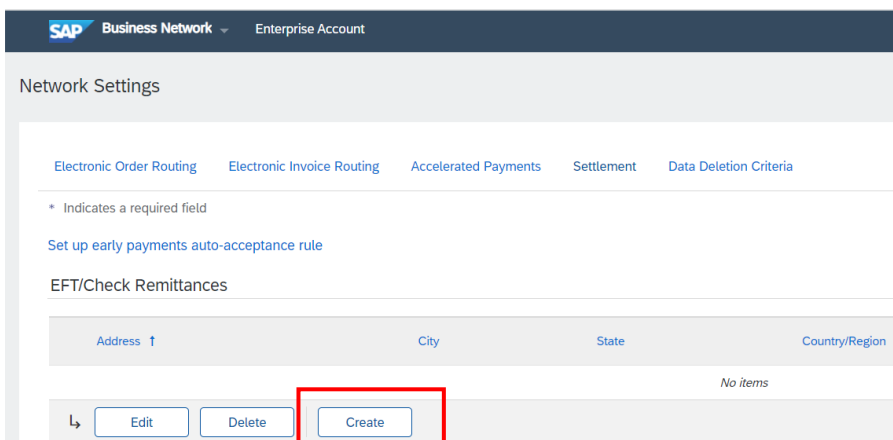 SAP Business Network Enterprise Account
Network Settings
Electronic Order Routing Electronic Invoice Routing Accelerated Payments Settlement Data Deletion Criteria
* Indicates a required field
Set up early payments auto-acceptance rule
EFT/Check Remittances
Address ↑ City State Country/Region
No items
Edit Delete Create